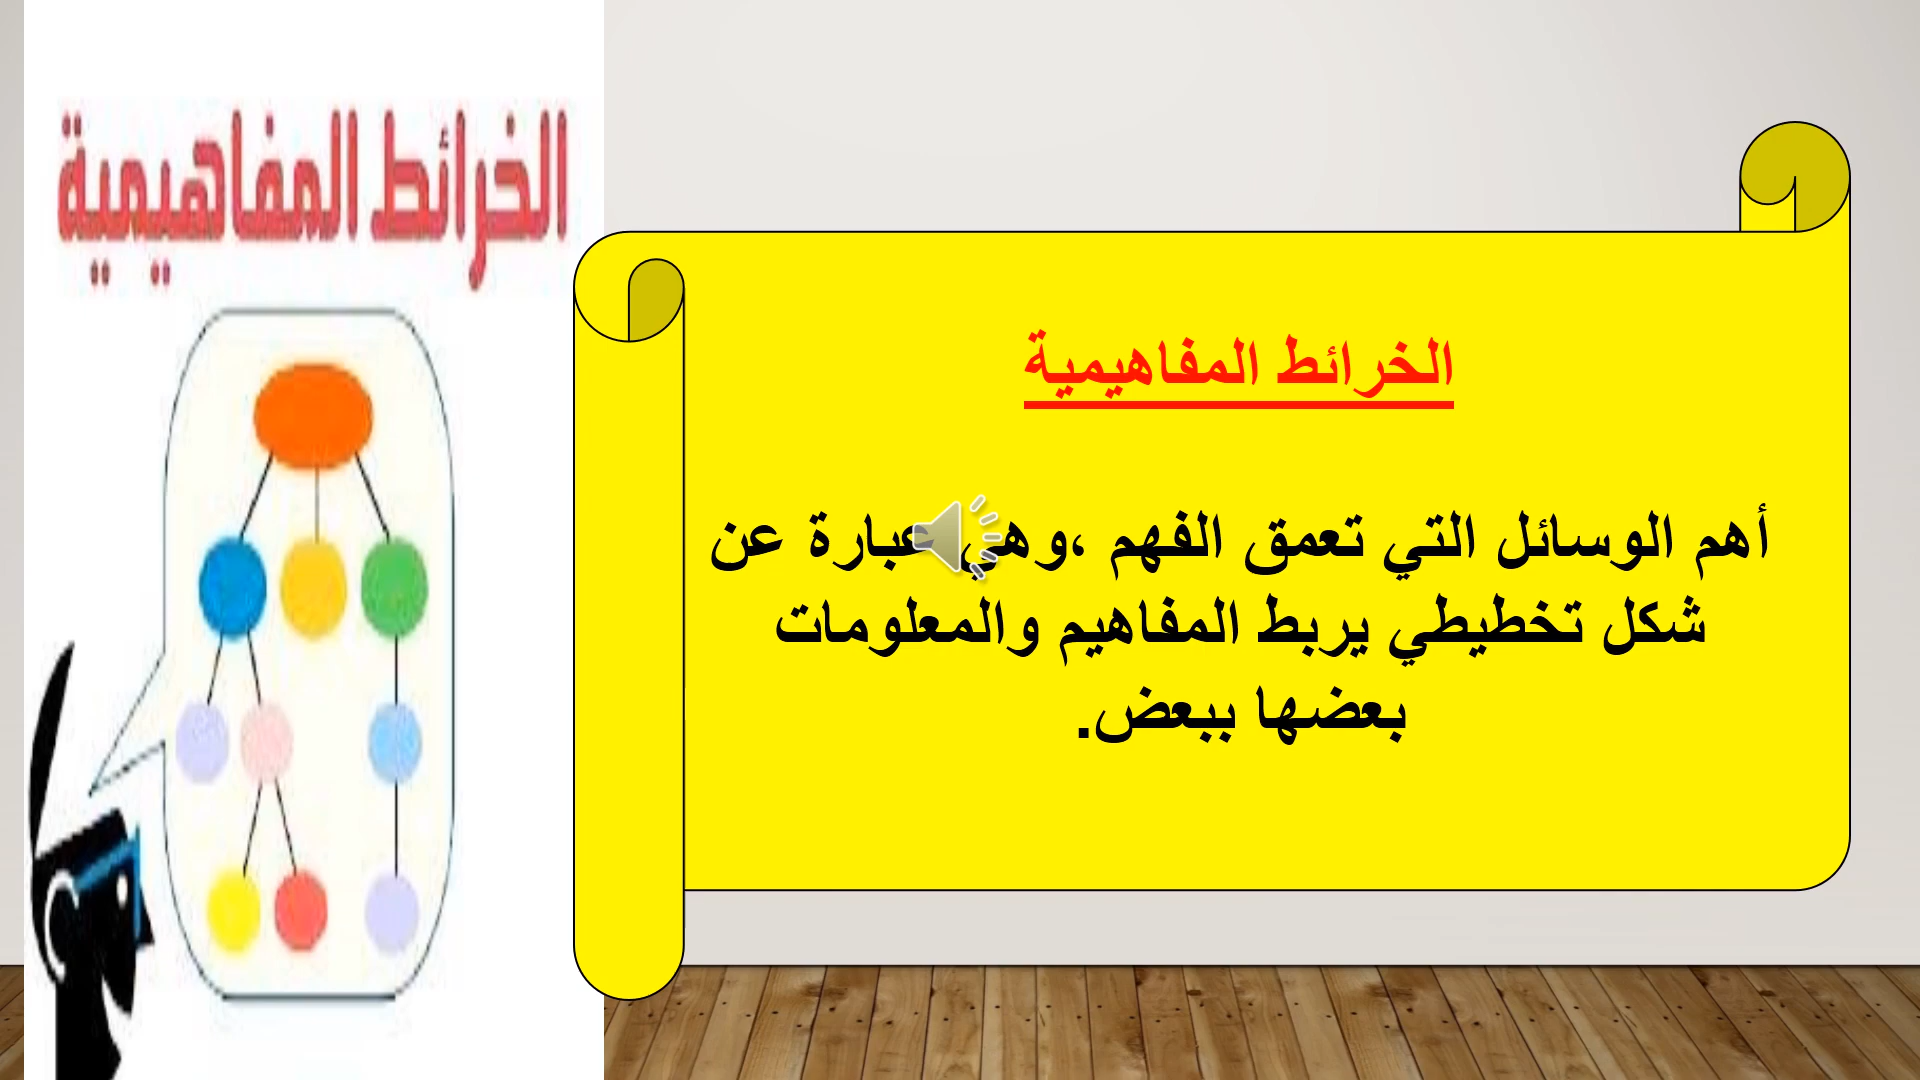 الخرائط المفاهيمية
الخرائط المفاهيمية
أهم الوسائل التي تعمق الفهم ،وهي عبارة عن
شكل تخطيطي يربط المفاهيم والمعلومات
بعضها ببعض.